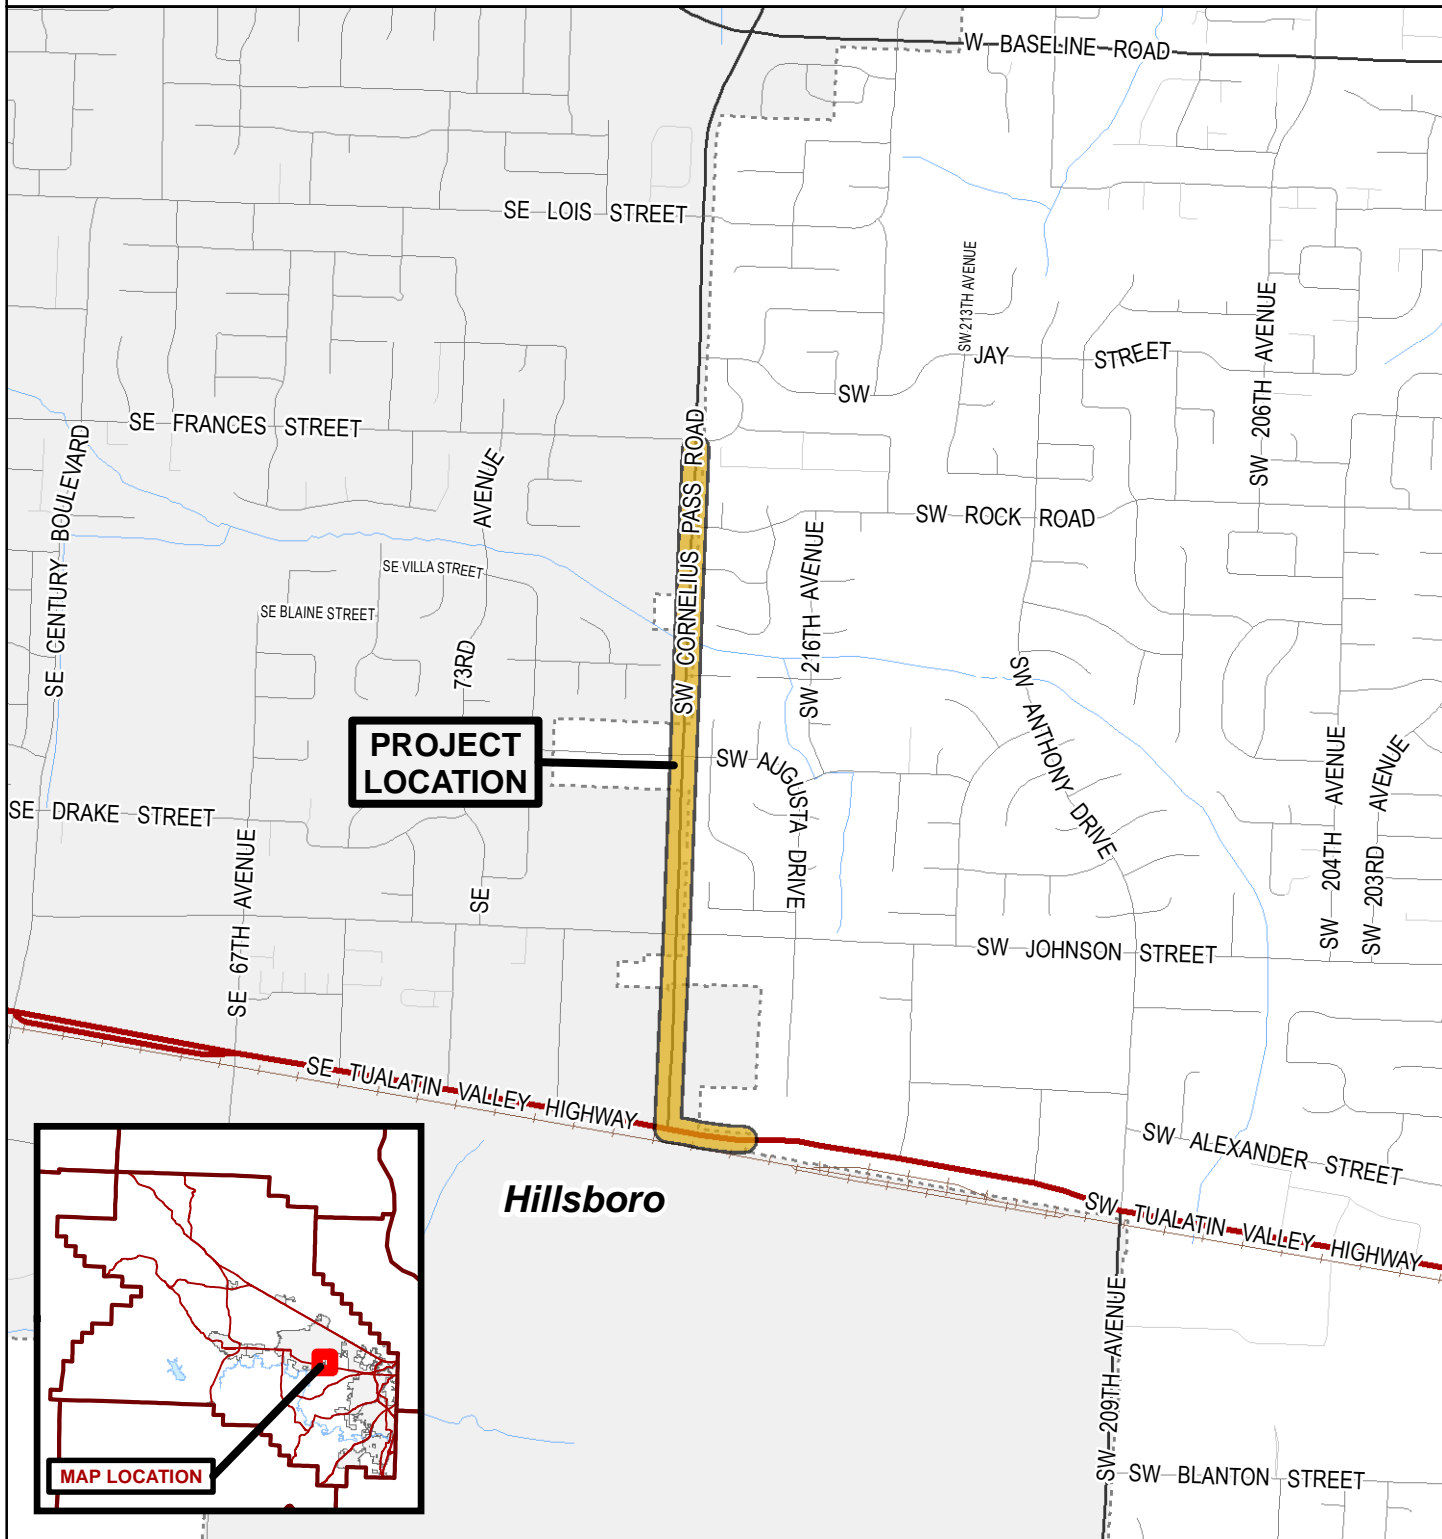 W BASELINE ROAD
SE LOIS STREET
SW 213TH AVENUE
SW JAY STREET
SW 206TH AVENUE
SE FRANCES STREET
SE CENTURY BOULEVARD
SW CORNELIUS PASS ROAD
SW ROCK ROAD
SE 73RD AVENUE
SE VILLA STREET
SE BLAINE STREET
SW 216TH AVENUE
SW ANTHONY DRIVE
PROJECT
LOCATION
SW AUGUSTA DRIVE
SW 204TH AVENUE
SW 203RD AVENUE
SE DRAKE STREET
SE 67TH AVENUE
SW JOHNSON STREET
SE TUALATIN VALLEY HIGHWAY
SW ALEXANDER STREET
Hillsboro
SW TUALATIN VALLEY HIGHWAY
SW 209TH AVENUE
SW BLANTON STREET
MAP LOCATION